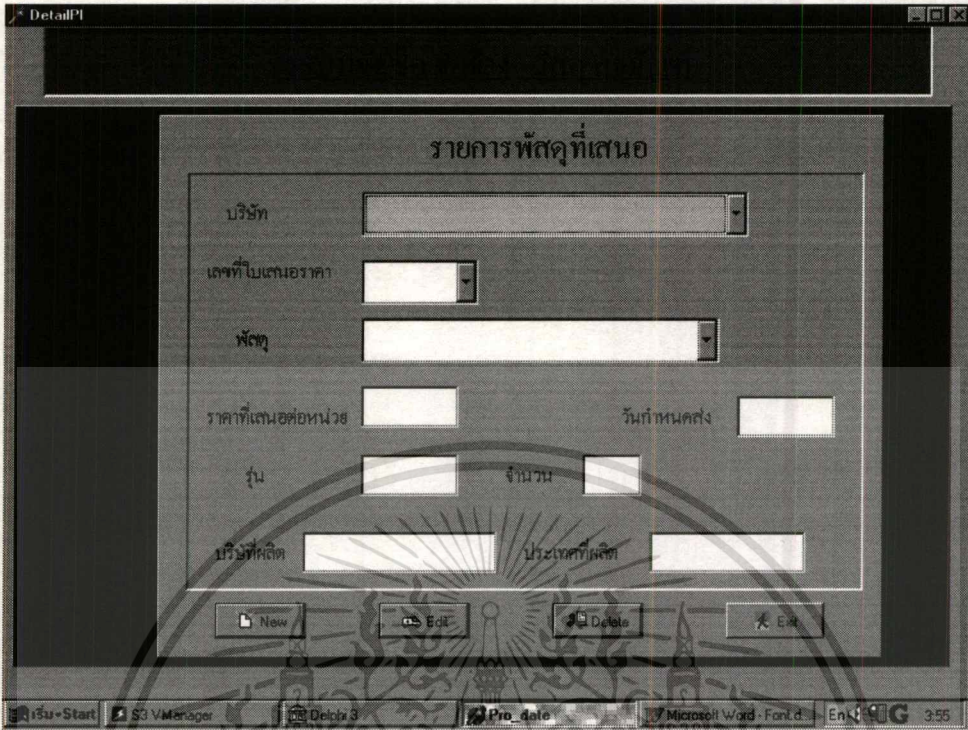 DetailPI
รายการพัสดุที่เสนอ
บริษัท
เลขที่ใบเสนอราคา
พัสดุ
ราคาที่เสนอต่อหน่วย วันกำหนดส่ง
รุ่น จำนวน
บริษัที่ผลิต ประเทศที่ผลิต
New Edit Delete Exit
เริ่ม-Start S3 VManager Delphi 3 Pro_date Microsoft Word - Font.d... En 3:55